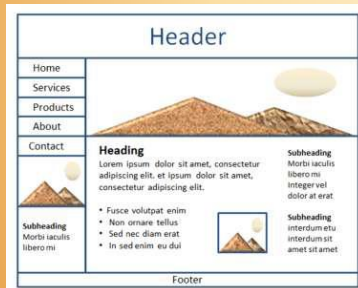 Header
Home
Services
Products
About
Contact
Subheading
Morbi iaculis
libero mi
Heading
Lorem ipsum dolor sit amet, consectetur
adipiscing elit. et ipsum dolor sit amet,
consectetur adipiscing elit.
• Fusce volutpat enim
• Non ornare tellus
• Sed nec diam erat
• In sed enim eu dui
Subheading
Morbi iaculis
libero mi
Integer vel
dolor at erat
Subheading
interdum etu
interdum sit
amet sit amet
Footer